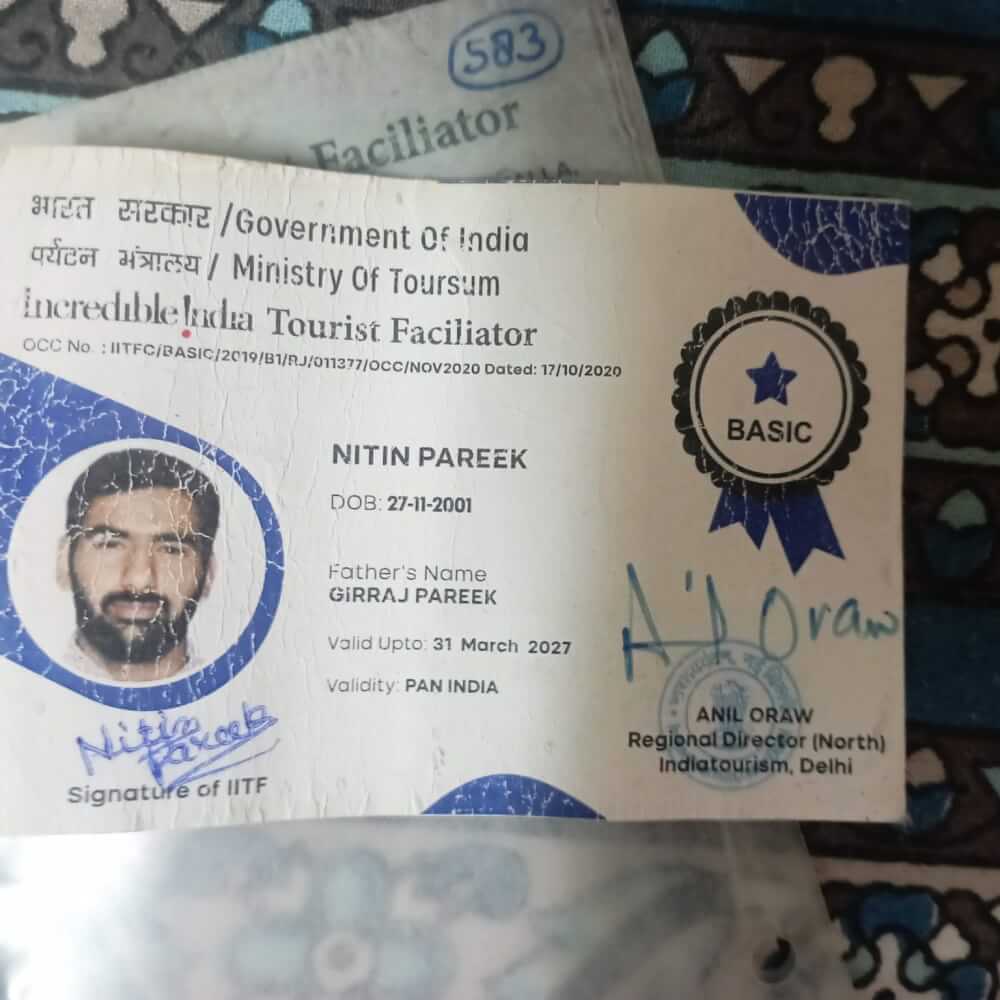 583
Faciliator
भारत सरकार /Government Of India
पर्यटन मंत्रालय / Ministry Of Toursum
Incredible !ndia Tourist Faciliator
OCC No. : IITFC/BASIC/2019/B1/RJ/011377/OCC/NOV2020 Dated: 17/10/2020
BASIC
NITIN PAREEK
DOB: 27-11-2001
Father's Name
GIRRAJ PAREEK
Valid Upto: 31 March 2027
Validity: PAN INDIA
Nitin
Pareek
Signature of IITF
A'J Oraw
ANIL ORAW
Regional Director (North)
Indiatourism, Delhi